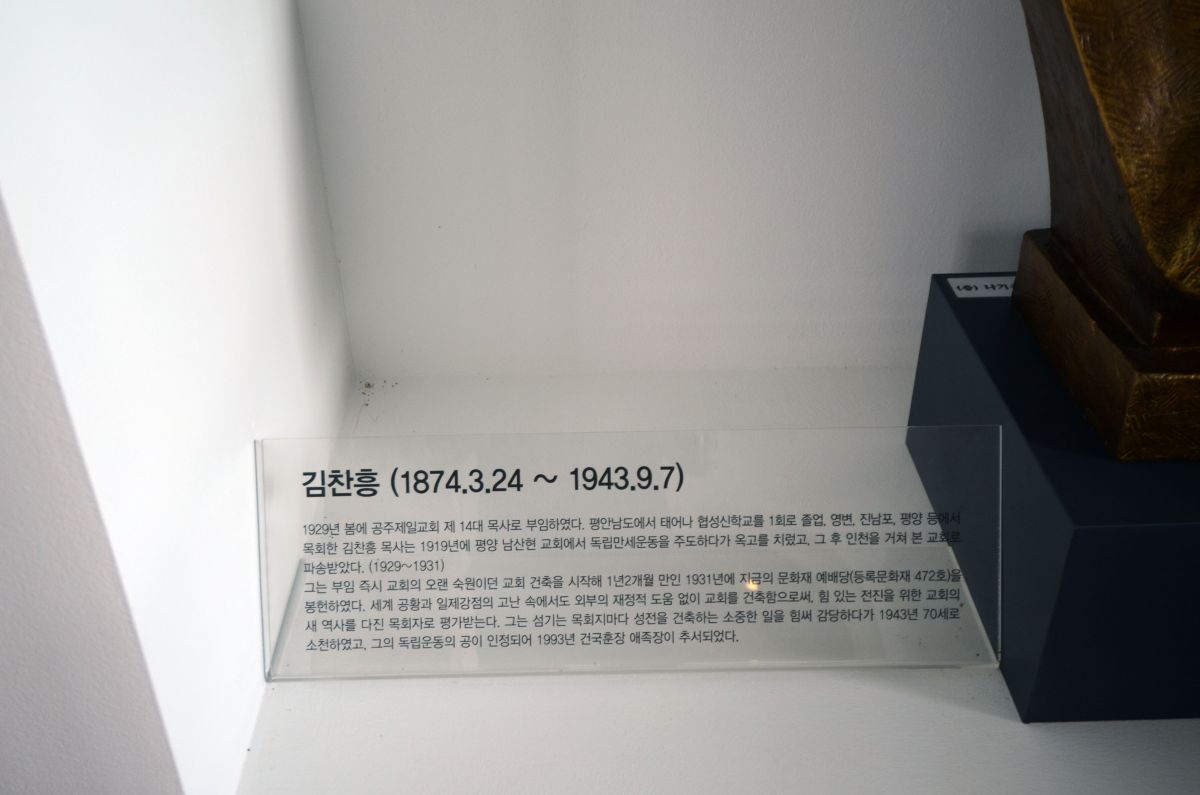 김찬흥 (1874.3.24 ～ 1943.9.7)
1929년 봄에 공주제일교회 제 14대 목사로 부임하였다. 평안남도에서 태어나 협성신학교를 1회로 졸업, 영변, 진남포, 평양 등에서
목회한 김찬흥 목사는 1919년에 평양 남산현 교회에서 독립만세운동을 주도하다가 옥고를 치렀고, 그 후 인천을 거쳐 본 교회로
파송받았다. (1929～1931)
그는 부임 즉시 교회의 오랜 숙원이던 교회 건축을 시작해 1년2개월 만인 1931년에 지금의 문화재 예배당(등록문화재 472호)을
봉헌하였다. 세계 공황과 일제강점의 고난 속에서도 외부의 재정적 도움 없이 교회를 건축함으로써, 힘 있는 전진을 위한 교회의
새 역사를 다진 목회자로 평가받는다. 그는 섬기는 목회지마다 성전을 건축하는 소중한 일을 힘써 감당하다가 1943년 70세로
소천하였고, 그의 독립운동의 공이 인정되어 1993년 건국훈장 애족장이 추서되었다.